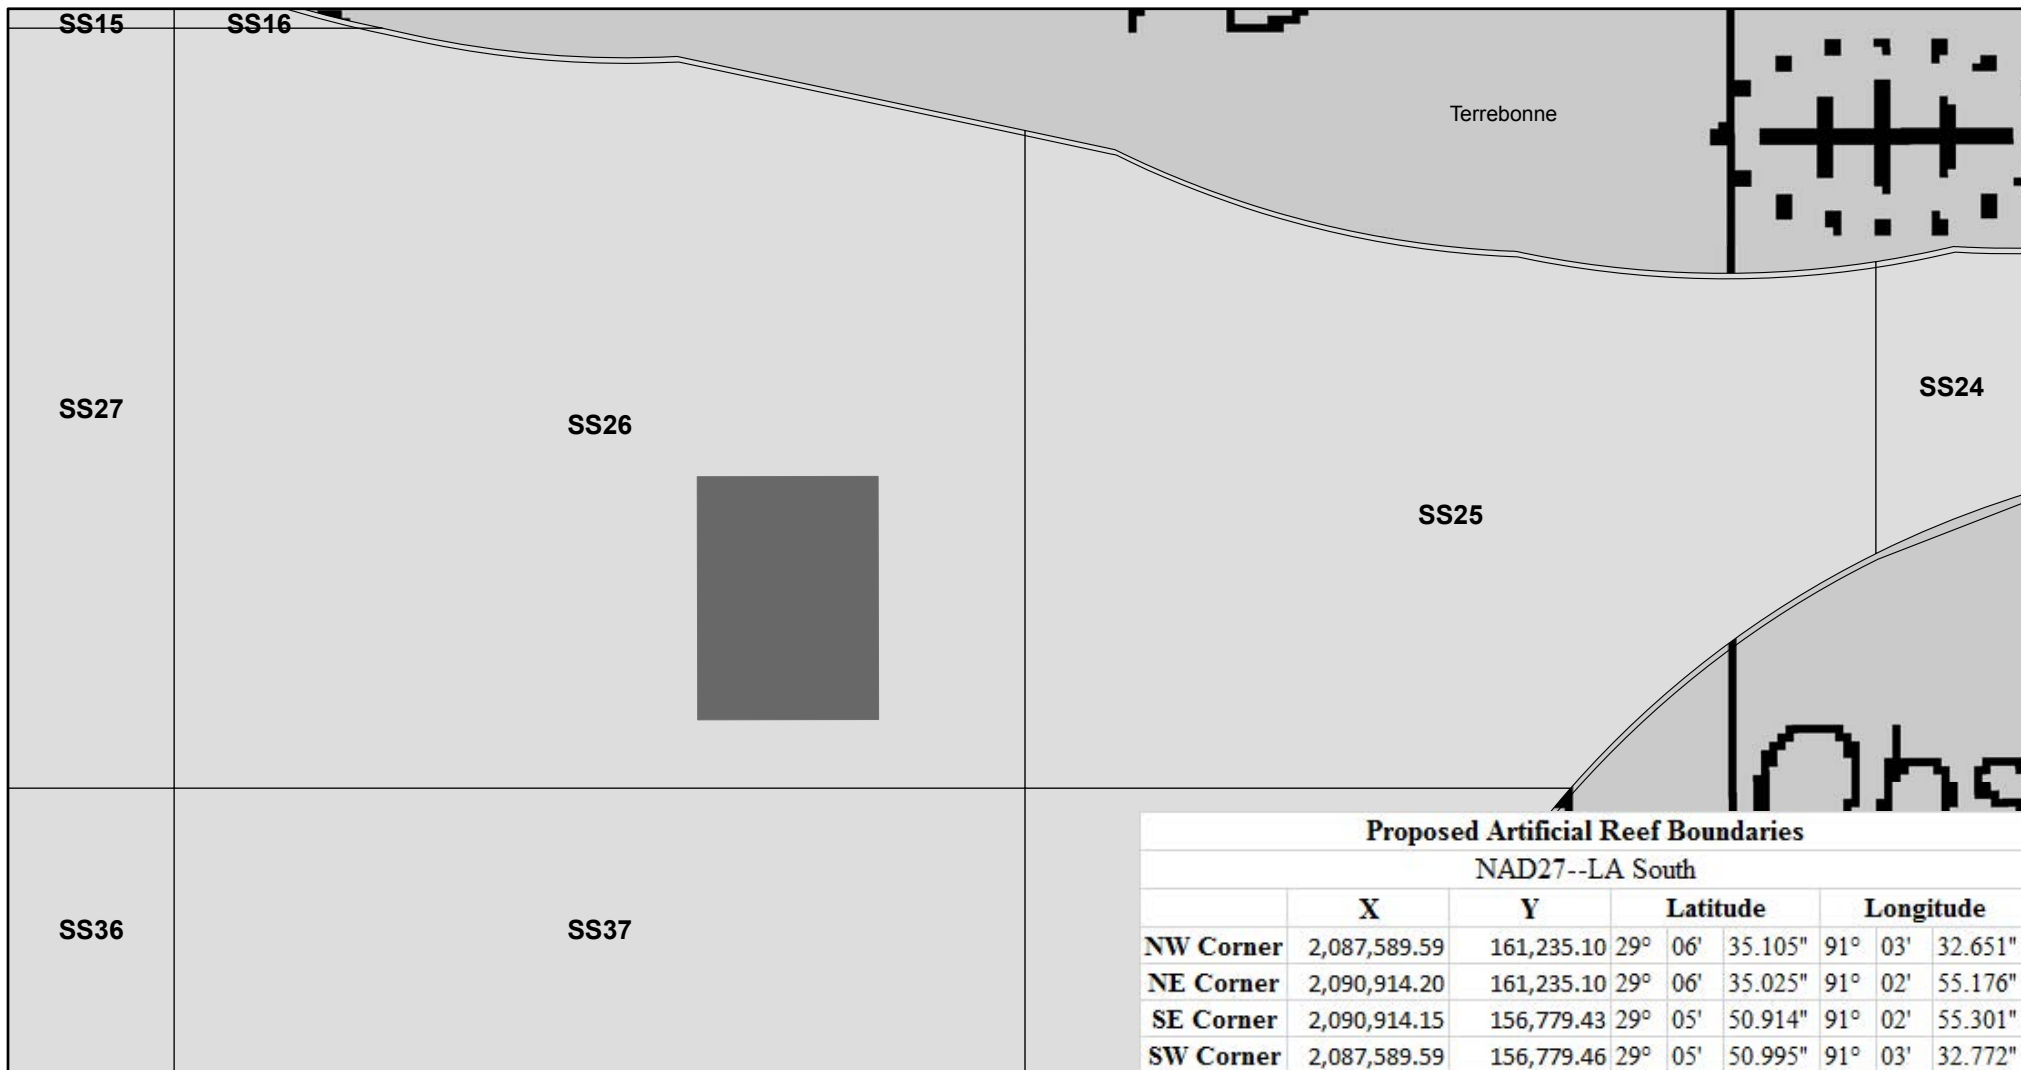 SS15
SS16
Terrebonne
SS27
SS26
SS24
SS25
SS36
SS37
Proposed Artificial Reef Boundaries
NAD27--LA South
X Y Latitude Longitude
NW Corner 2,087,589.59 161,235.10 29° 06' 35.105" 91° 03' 32.651"
NE Corner 2,090,914.20 161,235.10 29° 06' 35.025" 91° 02' 55.176"
SE Corner 2,090,914.15 156,779.43 29° 05' 50.914" 91° 02' 55.301"
SW Corner 2,087,589.59 156,779.46 29° 05' 50.995" 91° 03' 32.772"